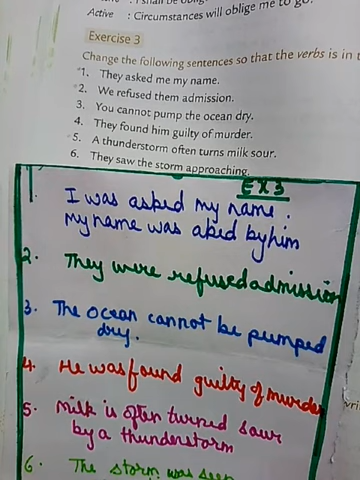 : I shall be
Active : Circumstances will oblige me to go.
Exercise 3
Change the following sentences so that the verbs is in t
1. They asked me my name.
2. We refused them admission.
3. You cannot pump the ocean dry.
4. They found him guilty of murder.
5. A thunderstorm often turns milk sour.
6. They saw the storm approaching.
EX 3
1. I was asked my name.
my name was aked by him
2. They were refused admission
3. The ocean cannot be pumped
dry.
4. He was found guilty of murder
5. Milk is often turned sour
by a thunderstorm
6. The storm was seen